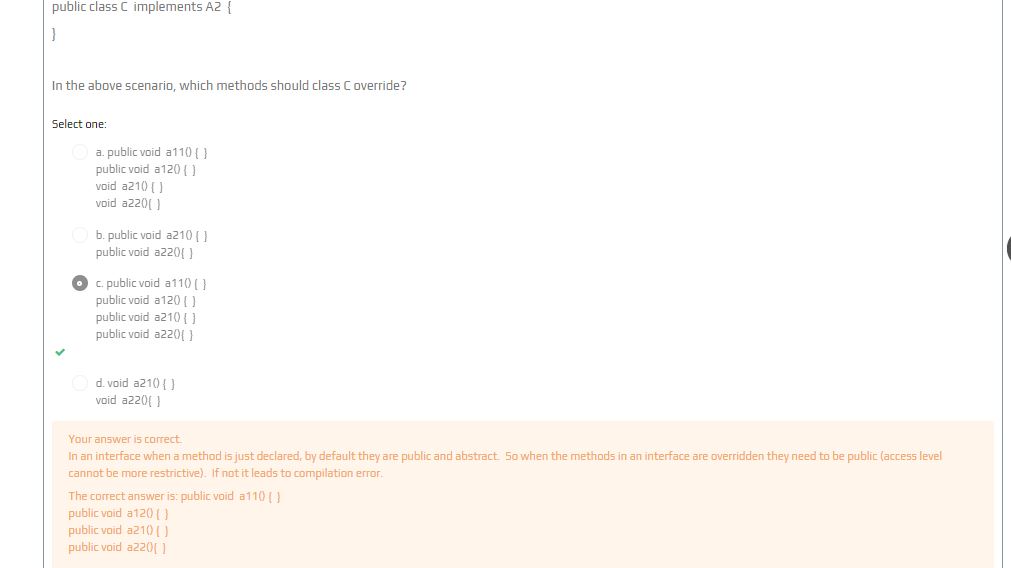 public class C  implements A2  {
}
In the above scenario, which methods should class C override?
Select one:
a. public void  a11() {  }
public void  a12() {  }
void  a21() {  }
void  a22(){  }
b. public void  a21() {  }
public void  a22(){  }
c. public void  a11() {  }
public void  a12() {  }
public void  a21() {  }
public void  a22(){  }
d. void  a21() {  }
void  a22(){  }
Your answer is correct.
In an interface when a method is just declared, by default they are public and abstract.  So when the methods in an interface are overridden they need to be public (access level
cannot be more restrictive).  If not it leads to compilation error.
The correct answer is: public void  a11() {  }
public void  a12() {  }
public void  a21() {  }
public void  a22(){  }